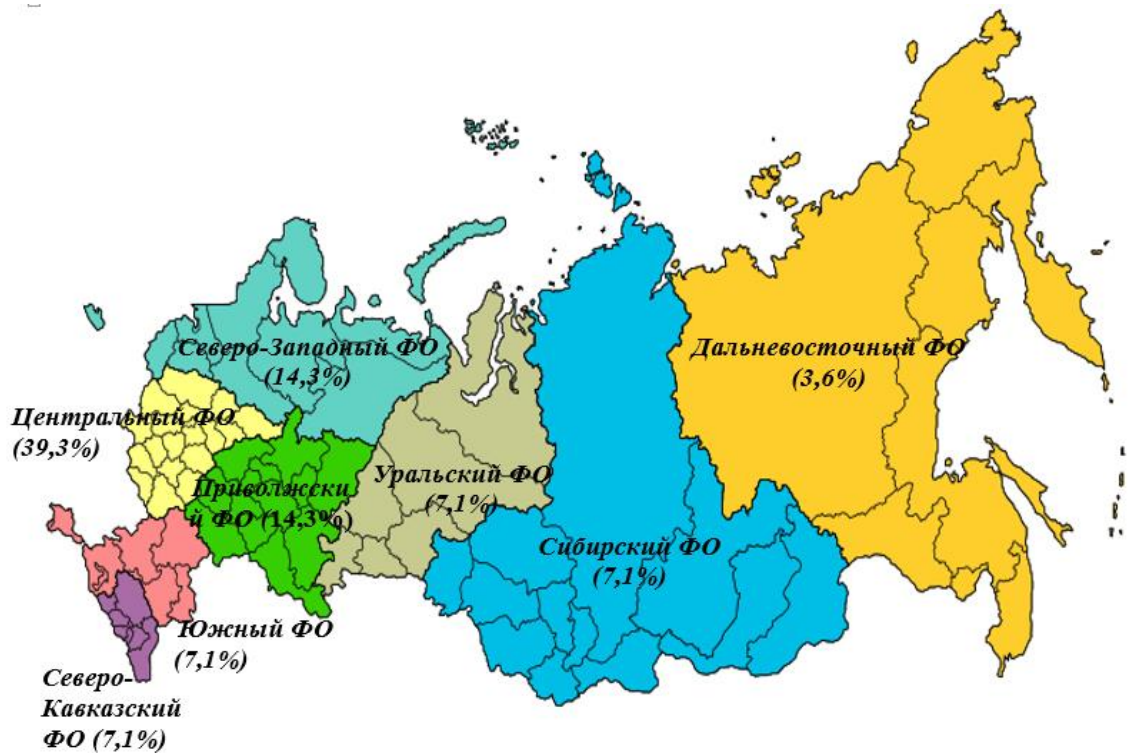 Северо-Западный ФО
(14,3%)
Дальневосточный ФО
(3,6%)
Центральный ФО
(39,3%)
Уральский ФО
(7,1%)
Приволжски
й ФО (14,3%)
Сибирский ФО
(7,1%)
Южный ФО
(7,1%)
Северо-
Кавказский
ФО (7,1%)